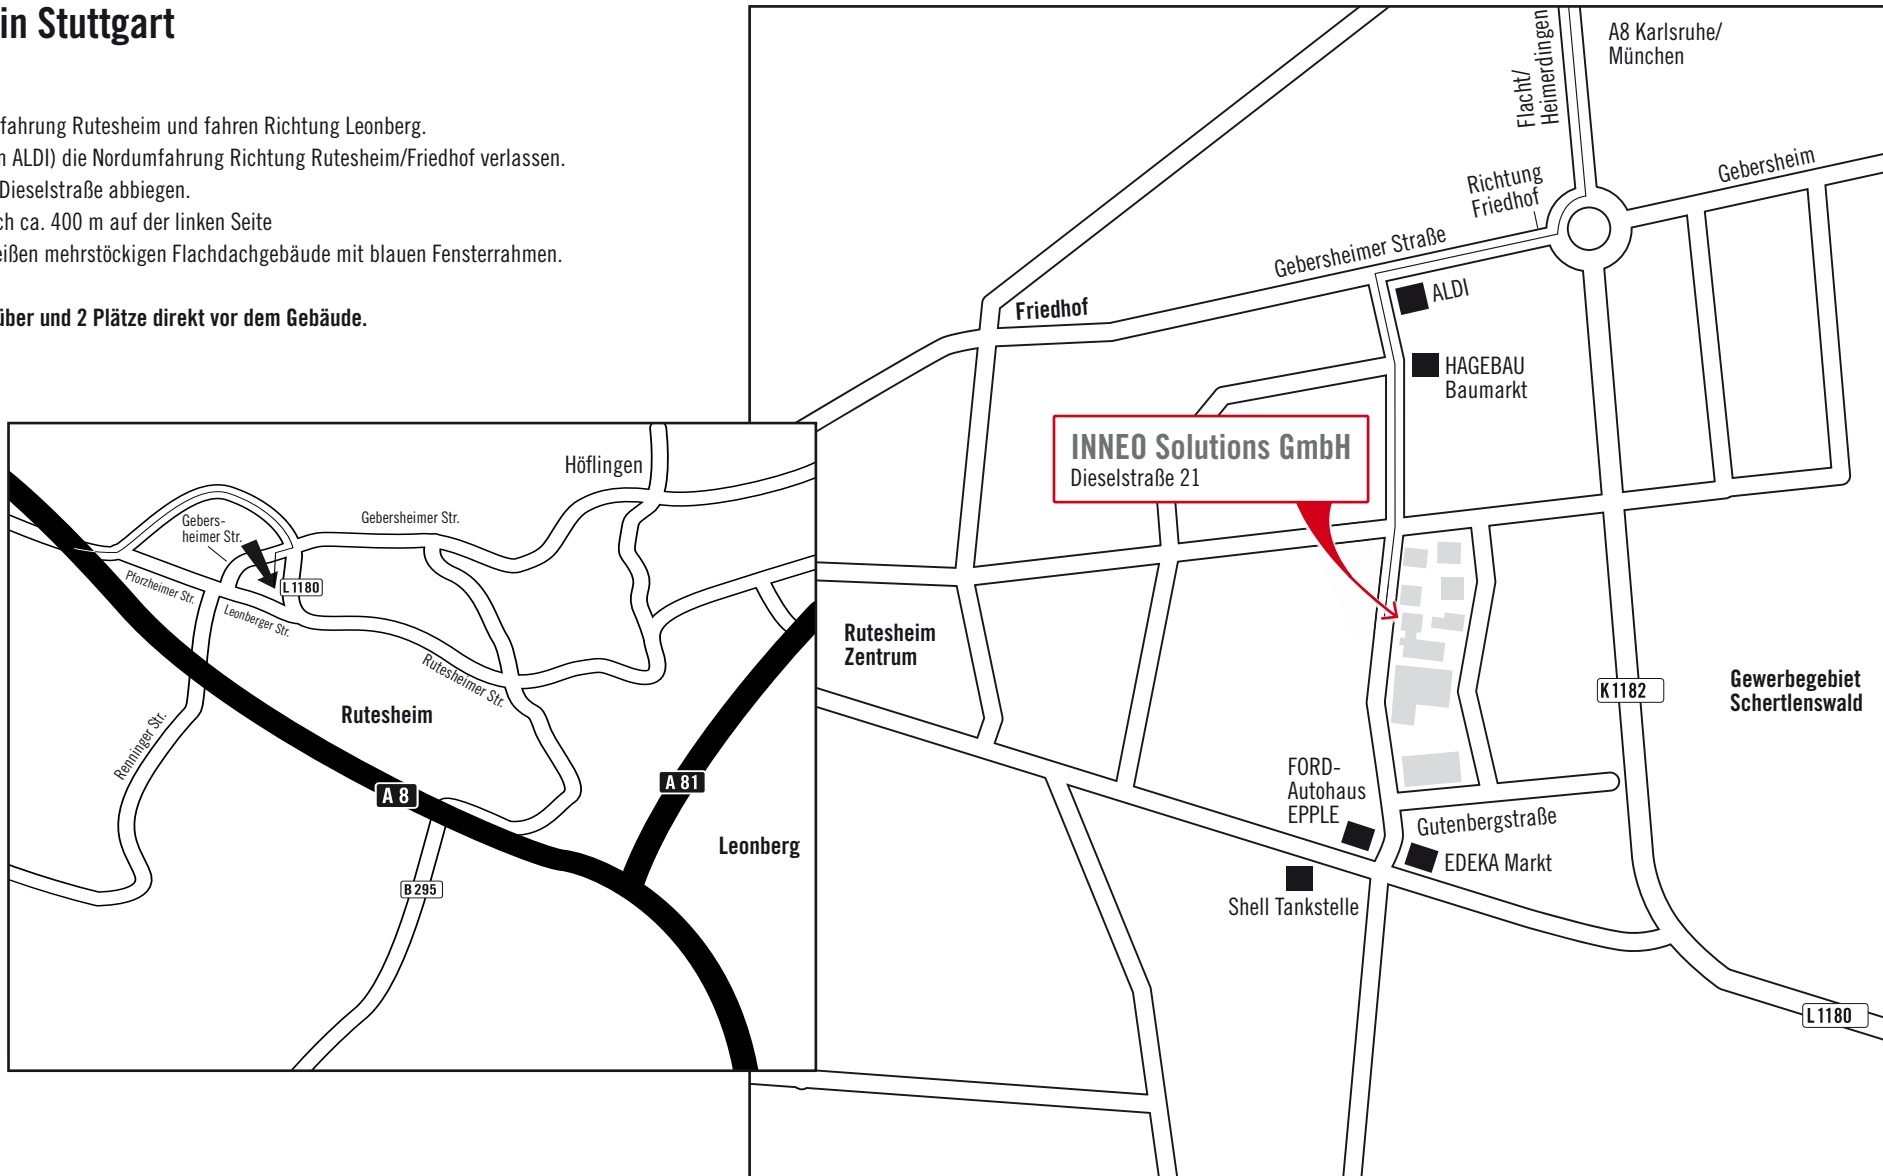 in Stuttgart
fahrung Rutesheim und fahren Richtung Leonberg.
ALDI) die Nordumfahrung Richtung Rutesheim/Friedhof verlassen.
Dieselstraße abbiegen.
ch ca. 400 m auf der linken Seite
eißen mehrstöckigen Flachdachgebäude mit blauen Fensterrahmen.
über und 2 Plätze direkt vor dem Gebäude.
A8 Karlsruhe/
München
Flacht/
Heimerdingen
Gebersheim
Richtung
Friedhof
Gebersheimer Straße
ALDI
Friedhof
HAGEBAU
Baumarkt
INNEO Solutions GmbH
Dieselstraße 21
Rutesheim
Zentrum
K1182
Gewerbegebiet
Schertlenswald
FORD-
Autohaus
EPPLE
Gutenbergstraße
EDEKA Markt
Shell Tankstelle
L1180
Höflingen
Gebersheimer Str.
Gebers-
heimer Str.
L1180
Pforzheimer Str.
Leonberger Str.
Rutesheimer Str.
Rutesheim
Renninger Str.
A 8
A 81
Leonberg
B295